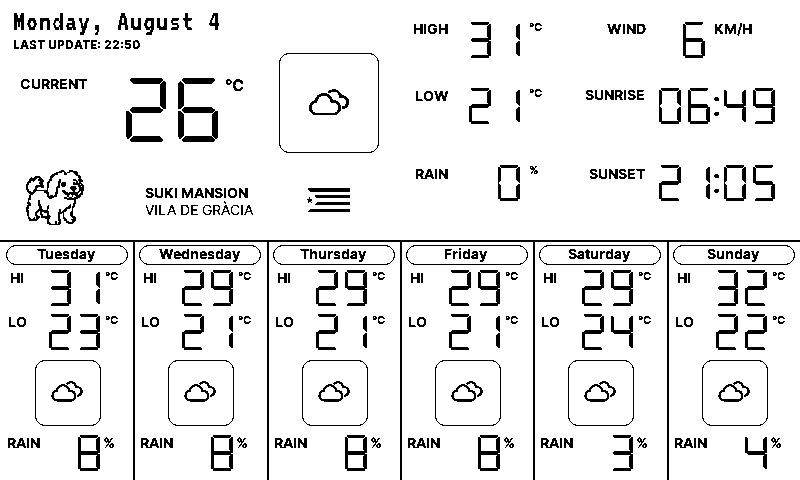 Monday, August 4
LAST UPDATE: 22:50
CURRENT 26 °C
SUKI MANSION
VILA DE GRÀCIA
HIGH 31 °C
LOW 21 °C
RAIN 0 %
WIND 6 KM/H
SUNRISE 06:49
SUNSET 21:05
Tuesday
HI 31 °C
LO 23 °C
RAIN 8 %
Wednesday
HI 29 °C
LO 21 °C
RAIN 8 %
Thursday
HI 29 °C
LO 21 °C
RAIN 8 %
Friday
HI 29 °C
LO 21 °C
RAIN 8 %
Saturday
HI 29 °C
LO 24 °C
RAIN 3 %
Sunday
HI 32 °C
LO 22 °C
RAIN 4 %